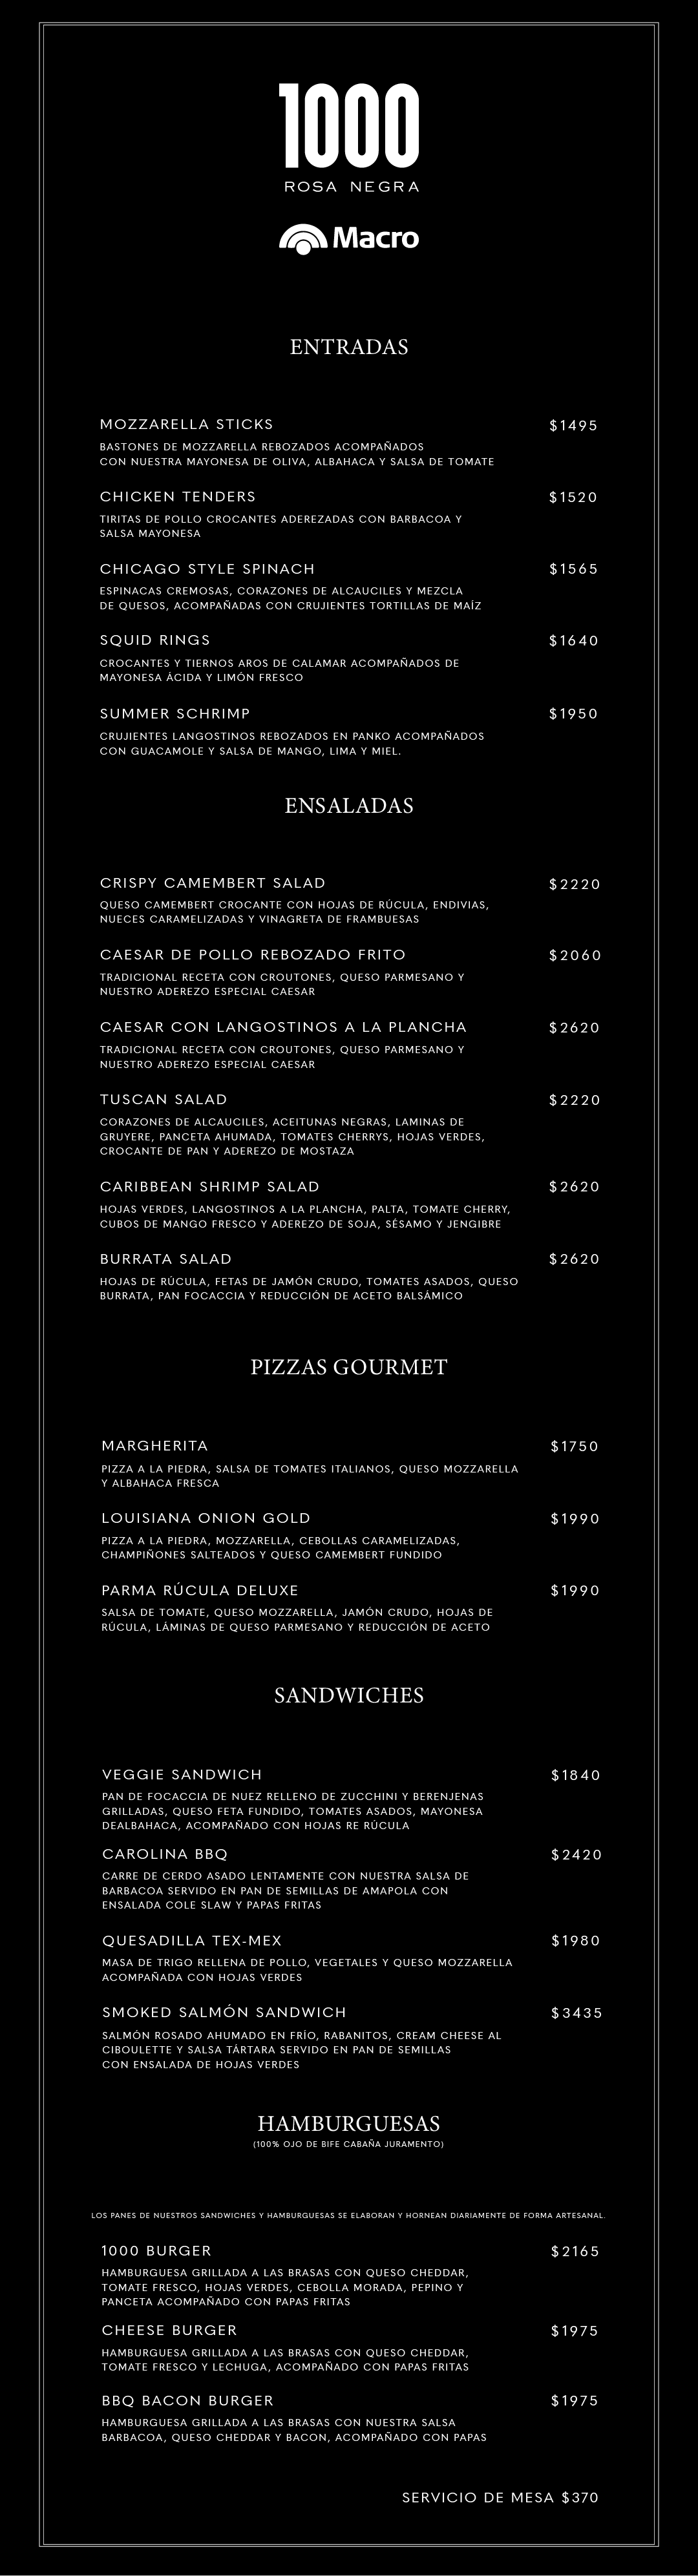 1000
ROSA NEGRA
Macro
ENTRADAS
MOZZARELLA STICKS $1495
BASTONES DE MOZZARELLA REBOZADOS ACOMPAÑADOS
CON NUESTRA MAYONESA DE OLIVA, ALBAHACA Y SALSA DE TOMATE
CHICKEN TENDERS $1520
TIRITAS DE POLLO CROCANTES ADEREZADAS CON BARBACOA Y
SALSA MAYONESA
CHICAGO STYLE SPINACH $1565
ESPINACAS CREMOSAS, CORAZONES DE ALCAUCILES Y MEZCLA
DE QUESOS, ACOMPAÑADAS CON CRUJIENTES TORTILLAS DE MAÍZ
SQUID RINGS $1640
CROCANTES Y TIERNOS AROS DE CALAMAR ACOMPAÑADOS DE
MAYONESA ÁCIDA Y LIMÓN FRESCO
SUMMER SCHRIMP $1950
CRUJIENTES LANGOSTINOS REBOZADOS EN PANKO ACOMPAÑADOS
CON GUACAMOLE Y SALSA DE MANGO, LIMA Y MIEL.
ENSALADAS
CRISPY CAMEMBERT SALAD $2220
QUESO CAMEMBERT CROCANTE CON HOJAS DE RÚCULA, ENDIVIAS,
NUECES CARAMELIZADAS Y VINAGRETA DE FRAMBUESAS
CAESAR DE POLLO REBOZADO FRITO $2060
TRADICIONAL RECETA CON CROUTONES, QUESO PARMESANO Y
NUESTRO ADEREZO ESPECIAL CAESAR
CAESAR CON LANGOSTINOS A LA PLANCHA $2620
TRADICIONAL RECETA CON CROUTONES, QUESO PARMESANO Y
NUESTRO ADEREZO ESPECIAL CAESAR
TUSCAN SALAD $2220
CORAZONES DE ALCAUCILES, ACEITUNAS NEGRAS, LAMINAS DE
GRUYERE, PANCETA AHUMADA, TOMATES CHERRYS, HOJAS VERDES,
CROCANTE DE PAN Y ADEREZO DE MOSTAZA
CARIBBEAN SHRIMP SALAD $2620
HOJAS VERDES, LANGOSTINOS A LA PLANCHA, PALTA, TOMATE CHERRY,
CUBOS DE MANGO FRESCO Y ADEREZO DE SOJA, SÉSAMO Y JENGIBRE
BURRATA SALAD $2620
HOJAS DE RÚCULA, FETAS DE JAMÓN CRUDO, TOMATES ASADOS, QUESO
BURRATA, PAN FOCACCIA Y REDUCCIÓN DE ACETO BALSÁMICO
PIZZAS GOURMET
MARGHERITA $1750
PIZZA A LA PIEDRA, SALSA DE TOMATES ITALIANOS, QUESO MOZZARELLA
Y ALBAHACA FRESCA
LOUISIANA ONION GOLD $1990
PIZZA A LA PIEDRA, MOZZARELLA, CEBOLLAS CARAMELIZADAS,
CHAMPIÑONES SALTEADOS Y QUESO CAMEMBERT FUNDIDO
PARMA RÚCULA DELUXE $1990
SALSA DE TOMATE, QUESO MOZZARELLA, JAMÓN CRUDO, HOJAS DE
RÚCULA, LÁMINAS DE QUESO PARMESANO Y REDUCCIÓN DE ACETO
SANDWICHES
VEGGIE SANDWICH $1840
PAN DE FOCACCIA DE NUEZ RELLENO DE ZUCCHINI Y BERENJENAS
GRILLADAS, QUESO FETA FUNDIDO, TOMATES ASADOS, MAYONESA
DEALBAHACA, ACOMPAÑADO CON HOJAS RE RÚCULA
CAROLINA BBQ $2420
CARRE DE CERDO ASADO LENTAMENTE CON NUESTRA SALSA DE
BARBACOA SERVIDO EN PAN DE SEMILLAS DE AMAPOLA CON
ENSALADA COLE SLAW Y PAPAS FRITAS
QUESADILLA TEX-MEX $1980
MASA DE TRIGO RELLENA DE POLLO, VEGETALES Y QUESO MOZZARELLA
ACOMPAÑADA CON HOJAS VERDES
SMOKED SALMÓN SANDWICH $3435
SALMÓN ROSADO AHUMADO EN FRÍO, RABANITOS, CREAM CHEESE AL
CIBOULETTE Y SALSA TÁRTARA SERVIDO EN PAN DE SEMILLAS
CON ENSALADA DE HOJAS VERDES
HAMBURGUESAS
(100% OJO DE BIFE CABAÑA JURAMENTO)
LOS PANES DE NUESTROS SANDWICHES Y HAMBURGUESAS SE ELABORAN Y HORNEAN DIARIAMENTE DE FORMA ARTESANAL.
1000 BURGER $2165
HAMBURGUESA GRILLADA A LAS BRASAS CON QUESO CHEDDAR,
TOMATE FRESCO, HOJAS VERDES, CEBOLLA MORADA, PEPINO Y
PANCETA ACOMPAÑADO CON PAPAS FRITAS
CHEESE BURGER $1975
HAMBURGUESA GRILLADA A LAS BRASAS CON QUESO CHEDDAR,
TOMATE FRESCO Y LECHUGA, ACOMPAÑADO CON PAPAS FRITAS
BBQ BACON BURGER $1975
HAMBURGUESA GRILLADA A LAS BRASAS CON NUESTRA SALSA
BARBACOA, QUESO CHEDDAR Y BACON, ACOMPAÑADO CON PAPAS
SERVICIO DE MESA $370